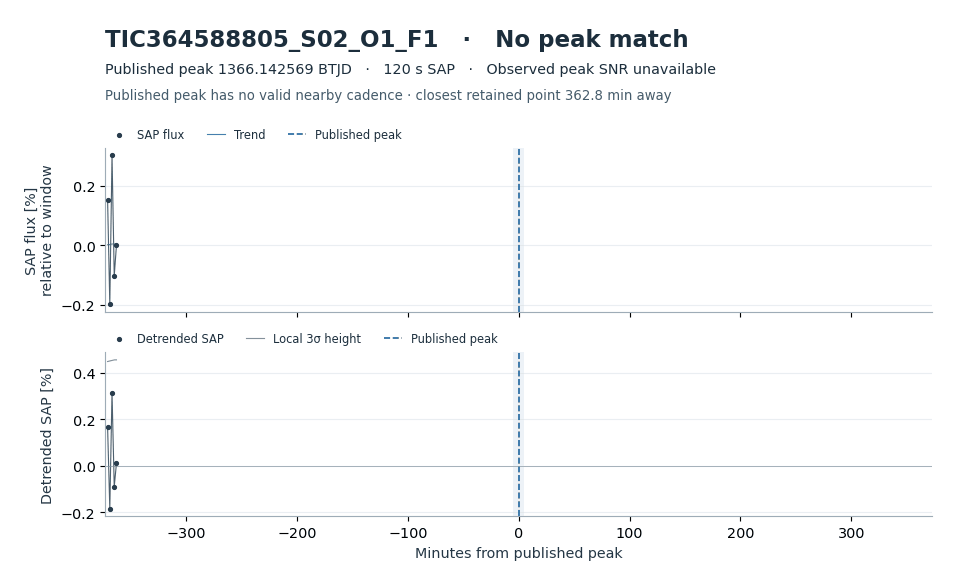 TIC364588805_S02_O1_F1 · No peak match
Published peak 1366.142569 BTJD · 120 s SAP · Observed peak SNR unavailable
Published peak has no valid nearby cadence · closest retained point 362.8 min away
SAP flux Trend Published peak
SAP flux [%]
relative to window
0.2
0.0
−0.2
Detrended SAP Local 3σ height Published peak
Detrended SAP [%]
0.4
0.2
0.0
−0.2
−300 −200 −100 0 100 200 300
Minutes from published peak